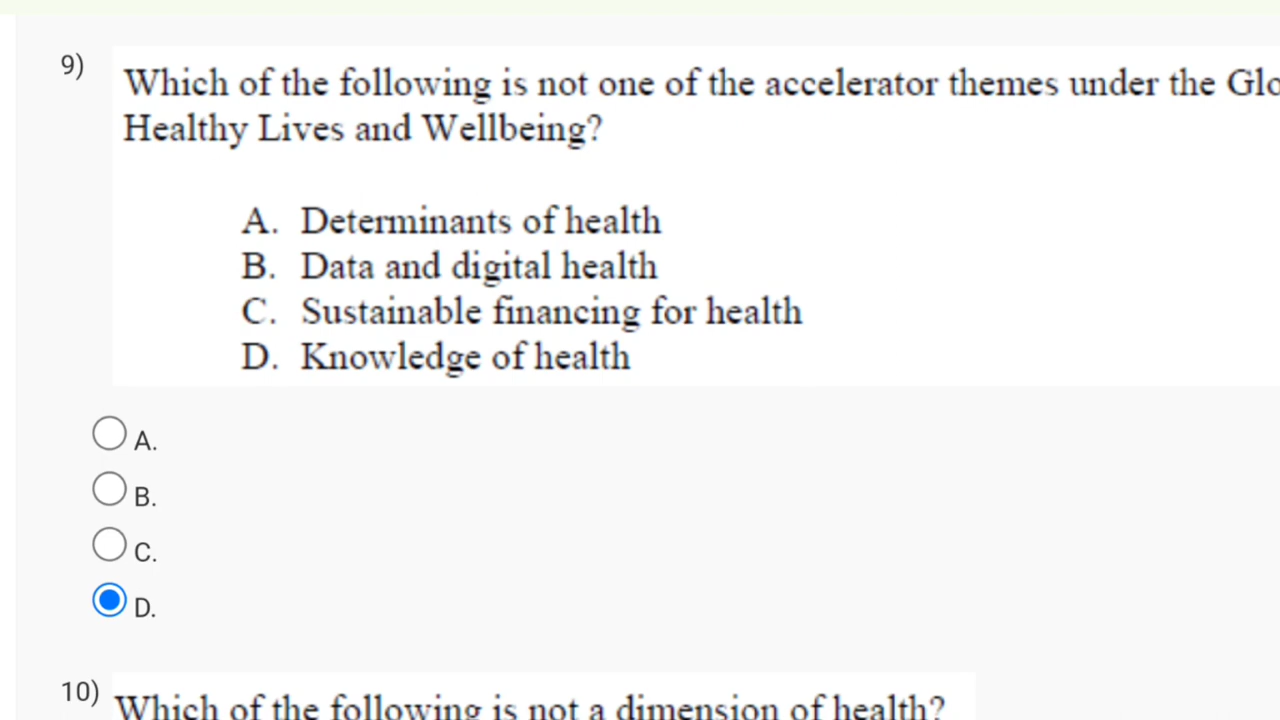 9)
Which of the following is not one of the accelerator themes under the
Healthy Lives and Wellbeing?
A. Determinants of health
B. Data and digital health
C. Sustainable financing for health
D. Knowledge of health
A.
B.
C.
D.
10)
Which of the following is not a dimension of health?